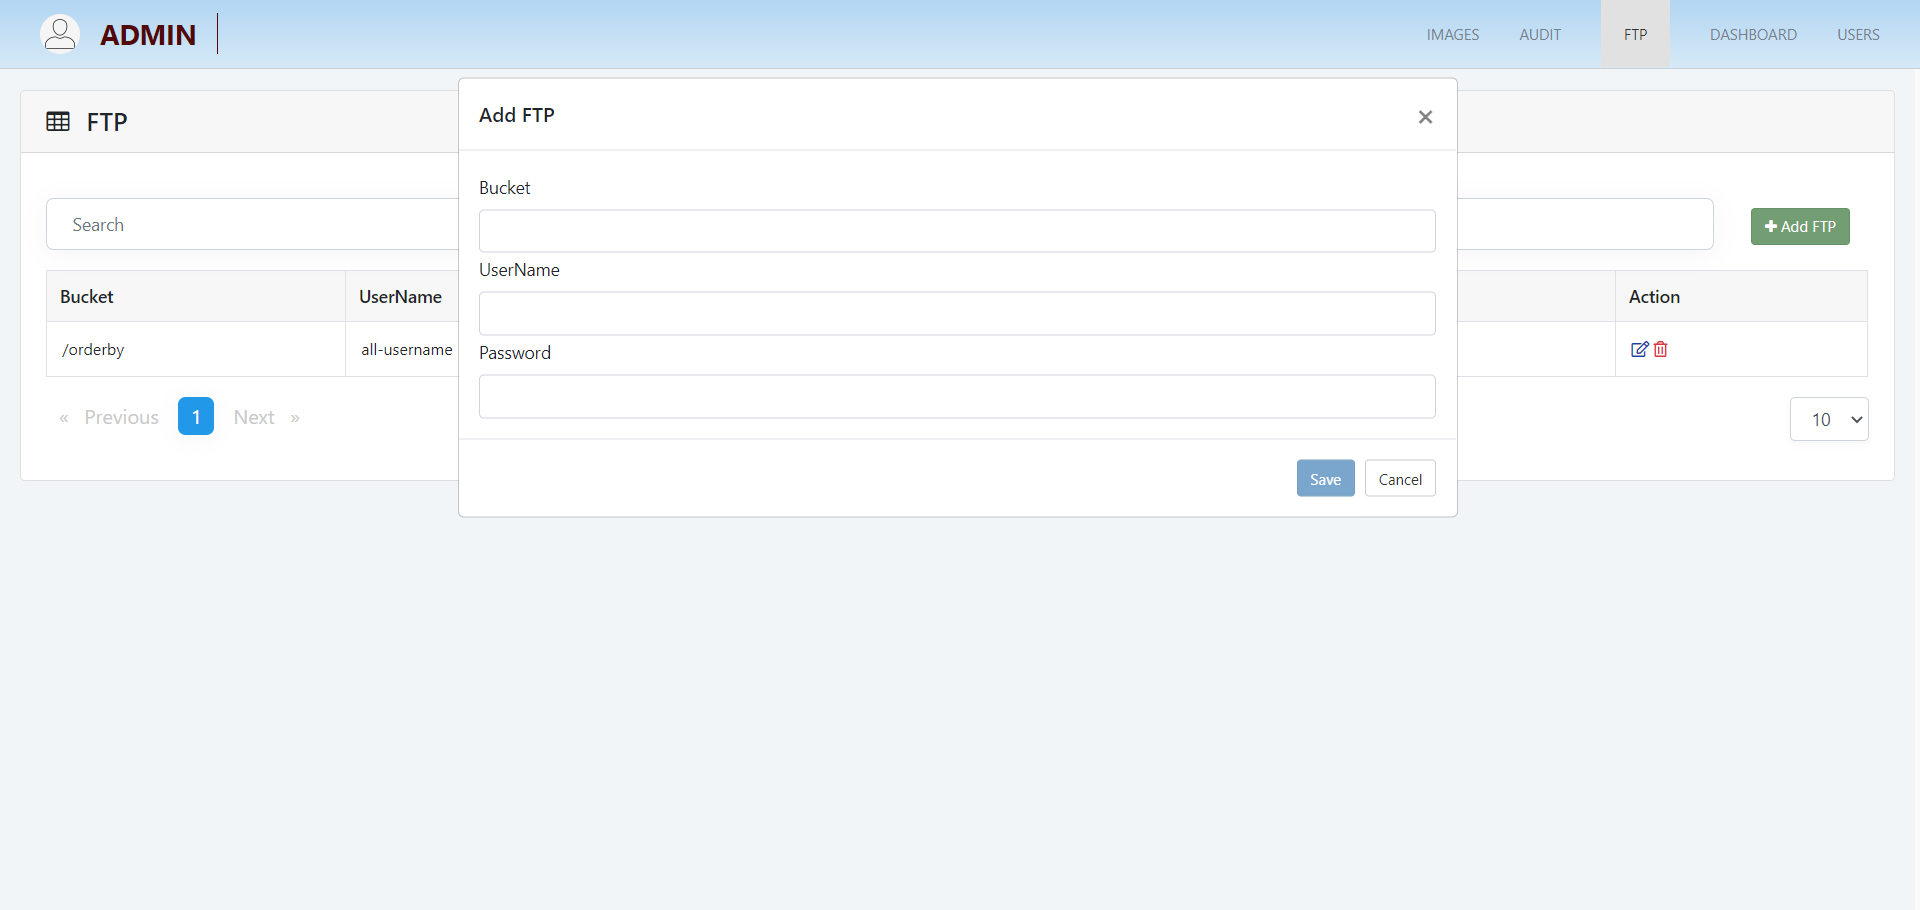 ADMIN
IMAGES AUDIT FTP DASHBOARD USERS
FTP
Add FTP
×
Bucket
UserName
Password
Save Cancel
Search
Add FTP
Bucket UserName Action
/orderby all-username
« Previous 1 Next »
10